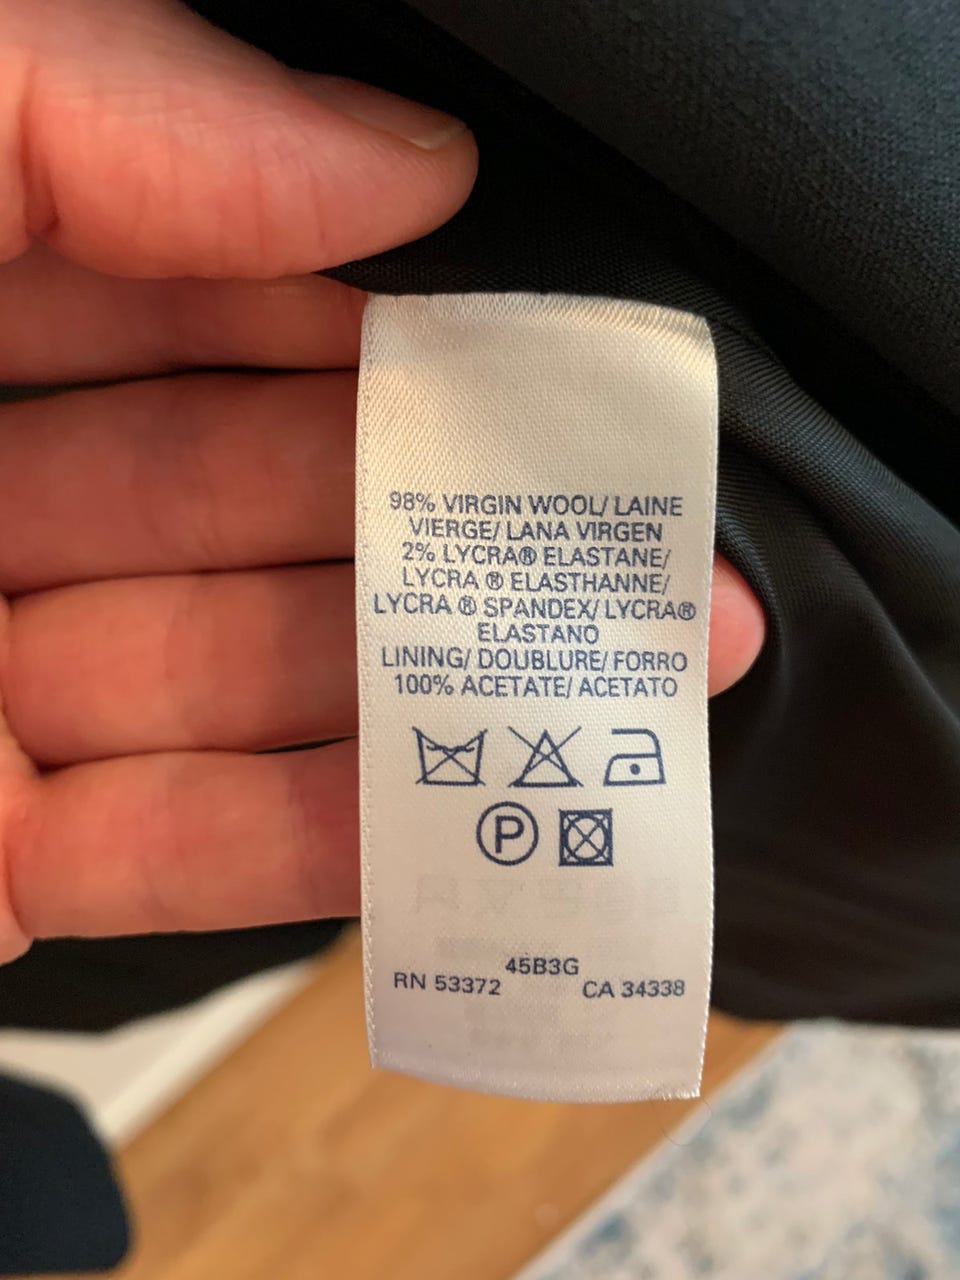 98% VIRGIN WOOL/ LAINE
VIERGE/ LANA VIRGEN
2% LYCRA® ELASTANE/
LYCRA ® ELASTHANNE/
LYCRA ® SPANDEX/ LYCRA®
ELASTANO
LINING/ DOUBLURE/ FORRO
100% ACETATE/ ACETATO
P
45B3G
RN 53372 CA 34338